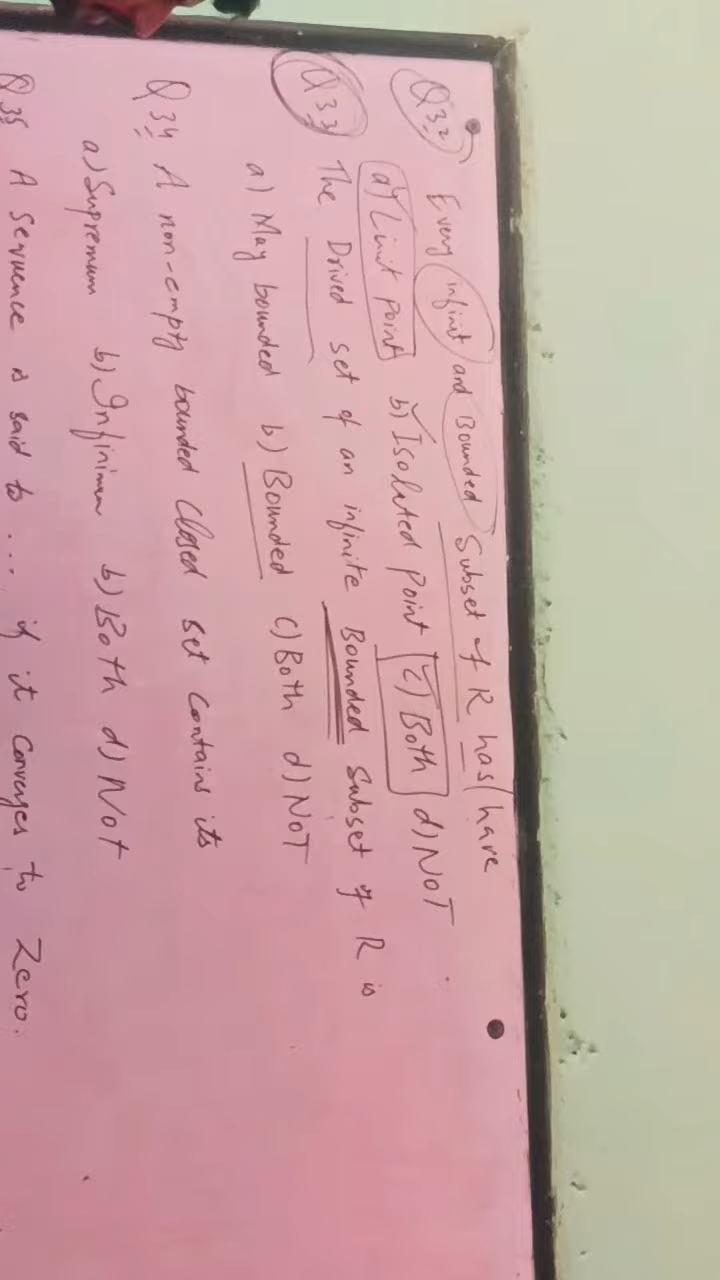 Q32 Every infinit and Bounded Subset of R has/have
a) Limit point b) Isolated point c) Both d) NOT
Q33 The Drived set of an infinite Bounded Subset of R is
a) May bounded b) Bounded c) Both d) NOT
Q34 A non-empty bounded closed set contains its
a) Supremum b) Infinimum b) Both d) Not
Q35 A sequence is said to ... if it converges to Zero.